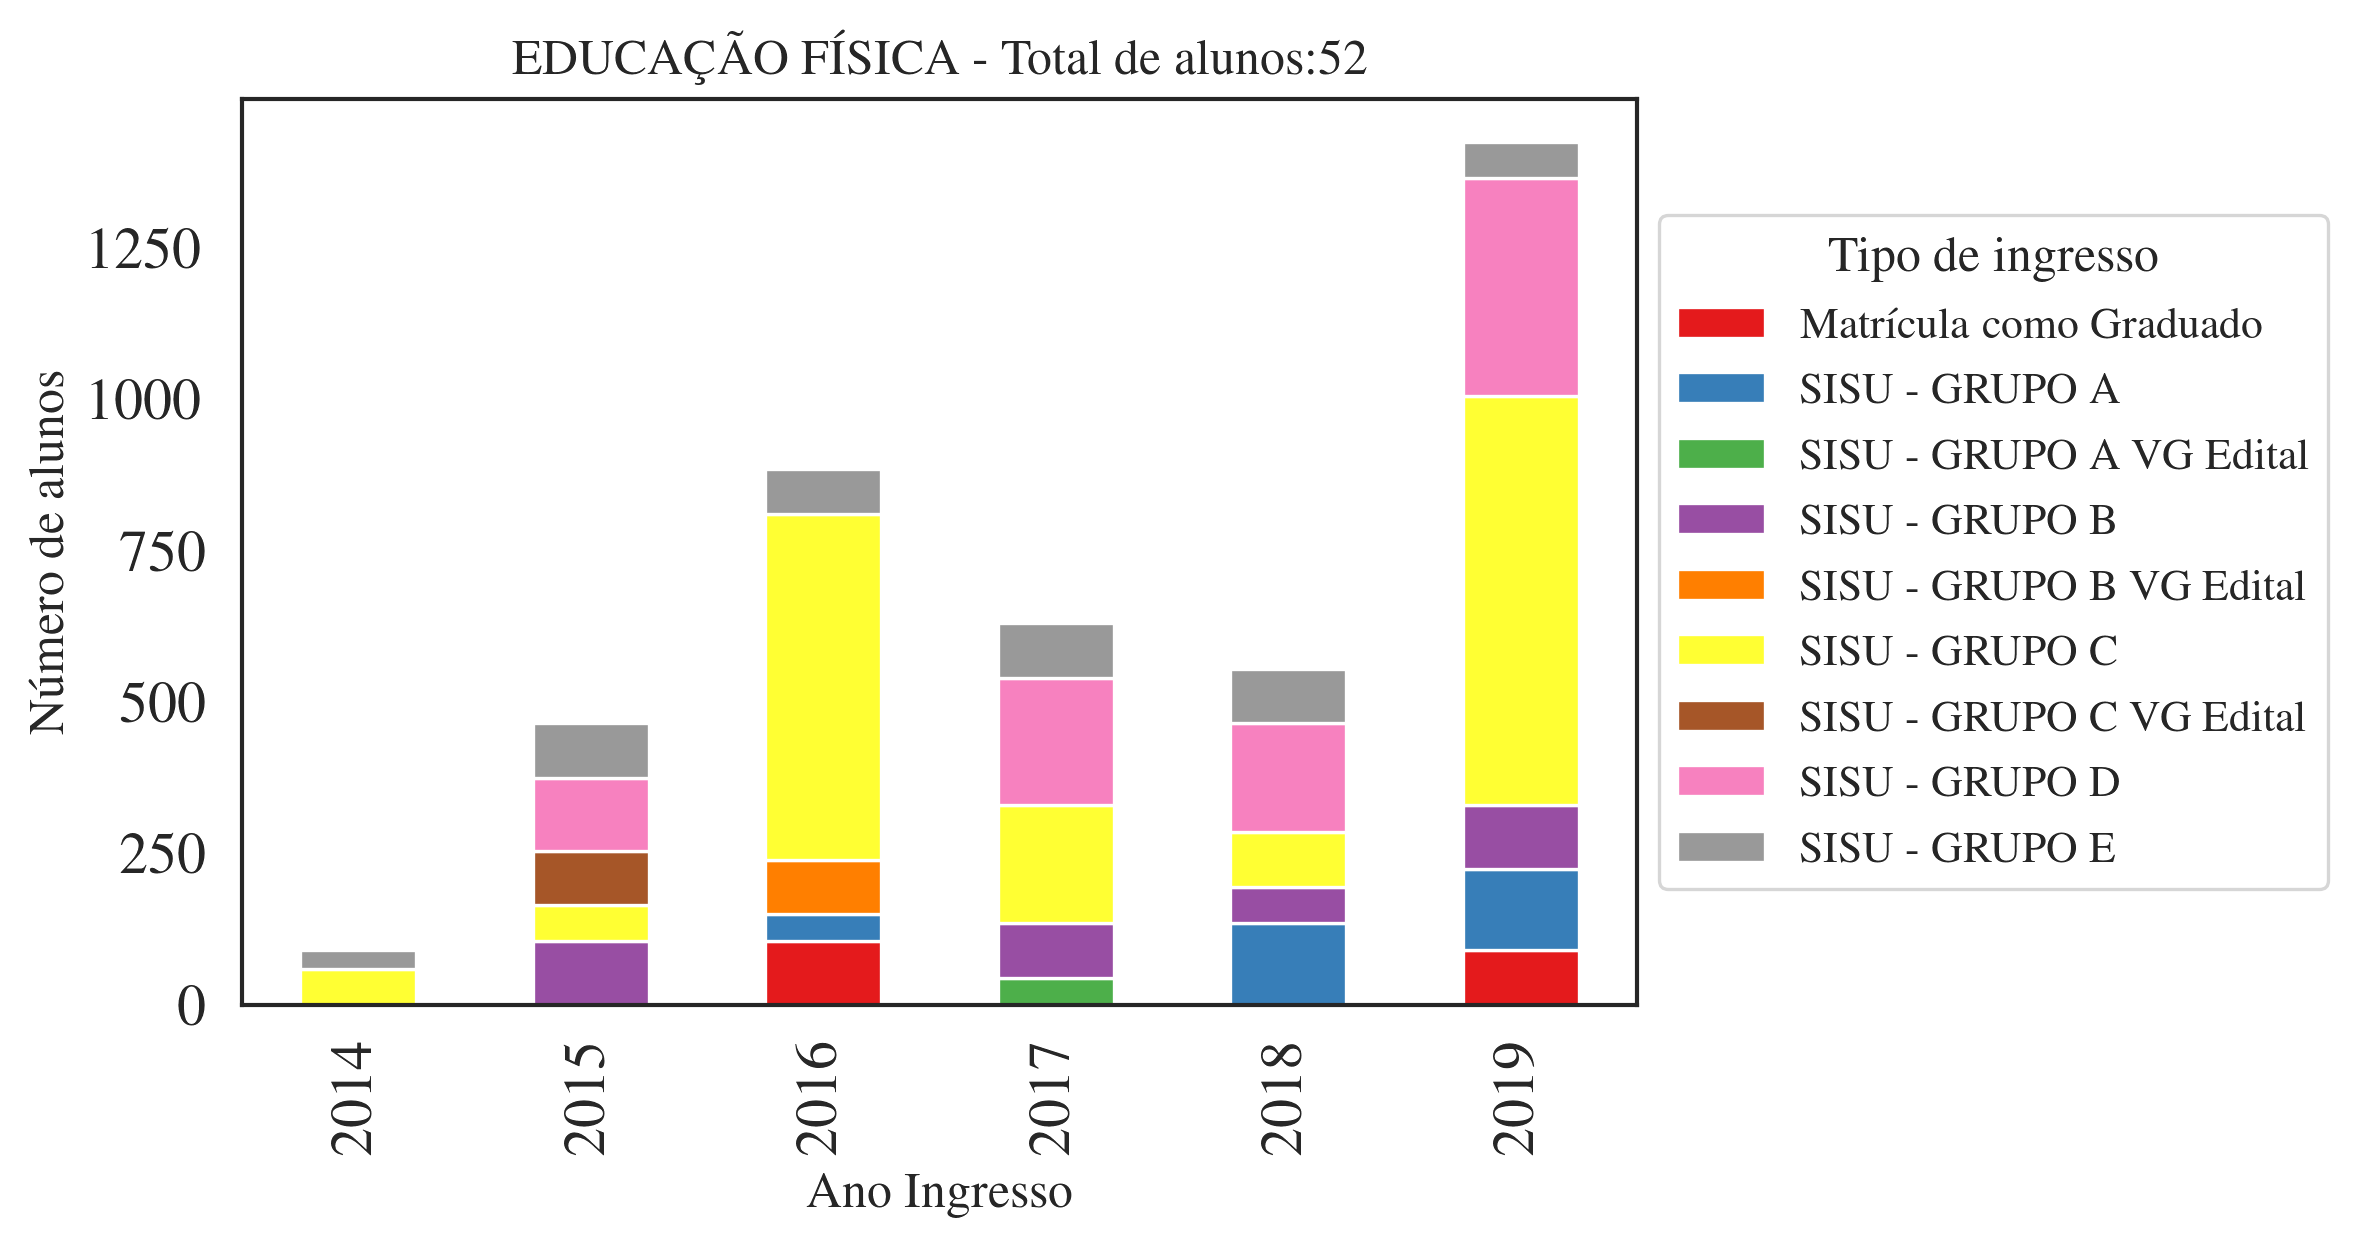 EDUCAÇÃO FÍSICA - Total de alunos:52
Número de alunos
1250
1000
750
500
250
0
2014
2015
2016
2017
2018
2019
Ano Ingresso
Tipo de ingresso
Matrícula como Graduado
SISU - GRUPO A
SISU - GRUPO A VG Edital
SISU - GRUPO B
SISU - GRUPO B VG Edital
SISU - GRUPO C
SISU - GRUPO C VG Edital
SISU - GRUPO D
SISU - GRUPO E